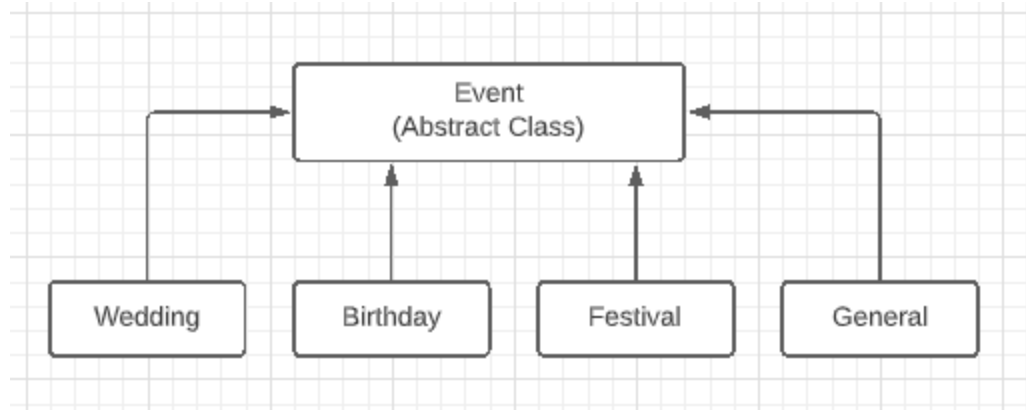 Event
(Abstract Class)
Wedding
Birthday
Festival
General